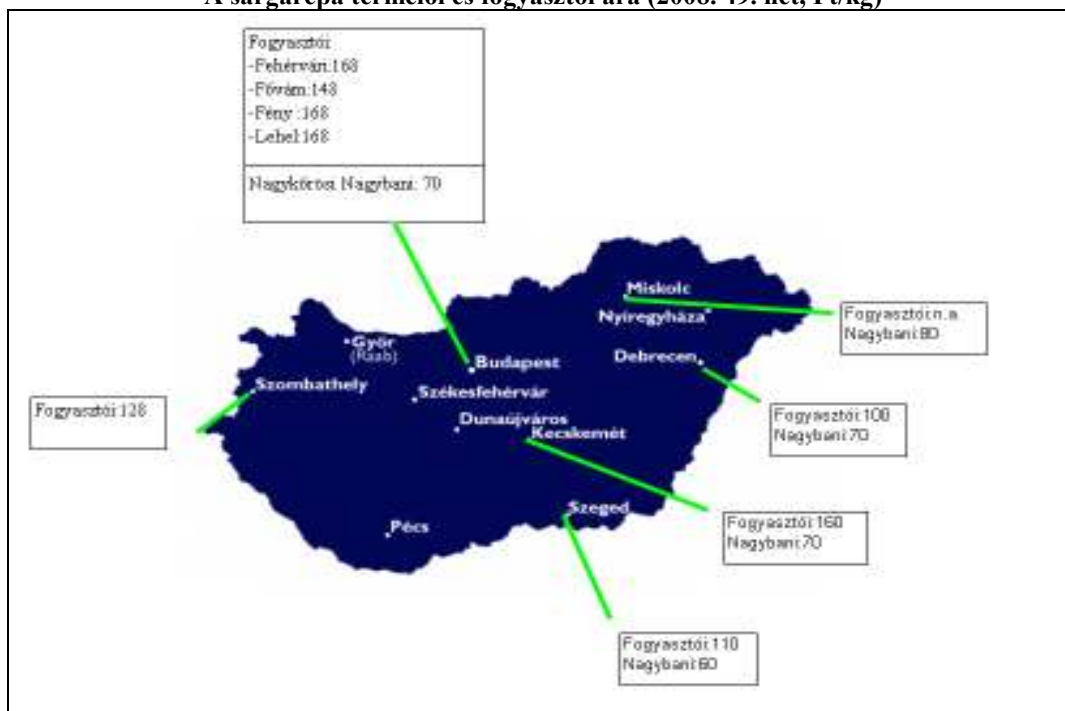 A sárgarépa termelői és fogyasztói ára (2008. 49. hét, Ft/kg)
Fogyasztói
-Fehérvári:168
-Fővám:148
-Fény :168
-Lehel:168
Nagykőrösi Nagybani: 70
Miskolc
Nyíregyháza
Fogyasztói:n.a
Nagybani:80
Győr
(Raab)
Budapest
Debrecen
Szombathely
Székesfehérvár
Fogyasztói:128
Dunaújváros
Kecskemét
Fogyasztói:100
Nagybani:70
Szeged
Pécs
Fogyasztói:160
Nagybani:70
Fogyasztói:110
Nagybani:60